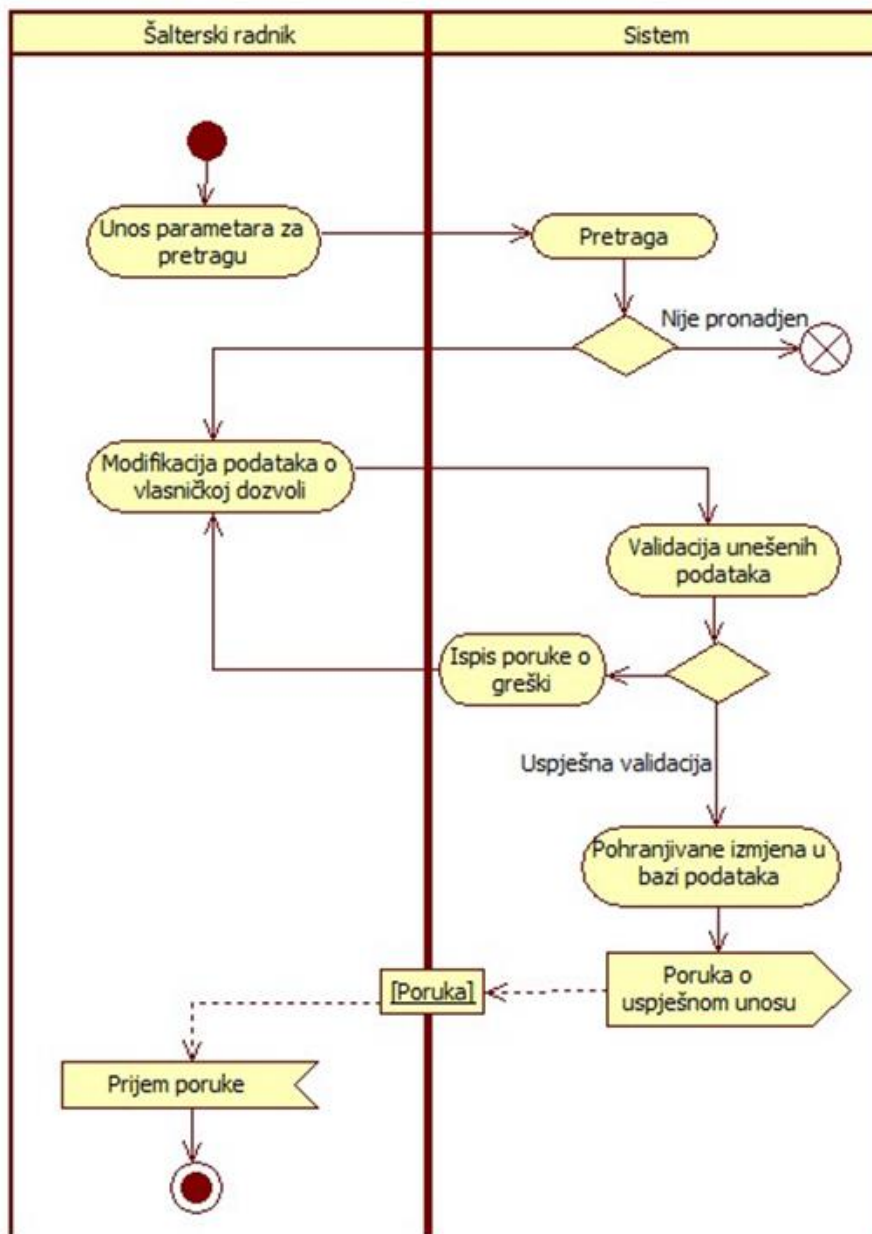 Šalterski radnik
Sistem
Unos parametara za
pretragu
Pretraga
Nije pronadjen
Modifikacija podataka o
vlasničkoj dozvoli
Validacija unešenih
podataka
Ispis poruke o
greški
Uspješna validacija
Pohranjivane izmjena u
bazi podataka
[Poruka]
Poruka o
uspješnom unosu
Prijem poruke